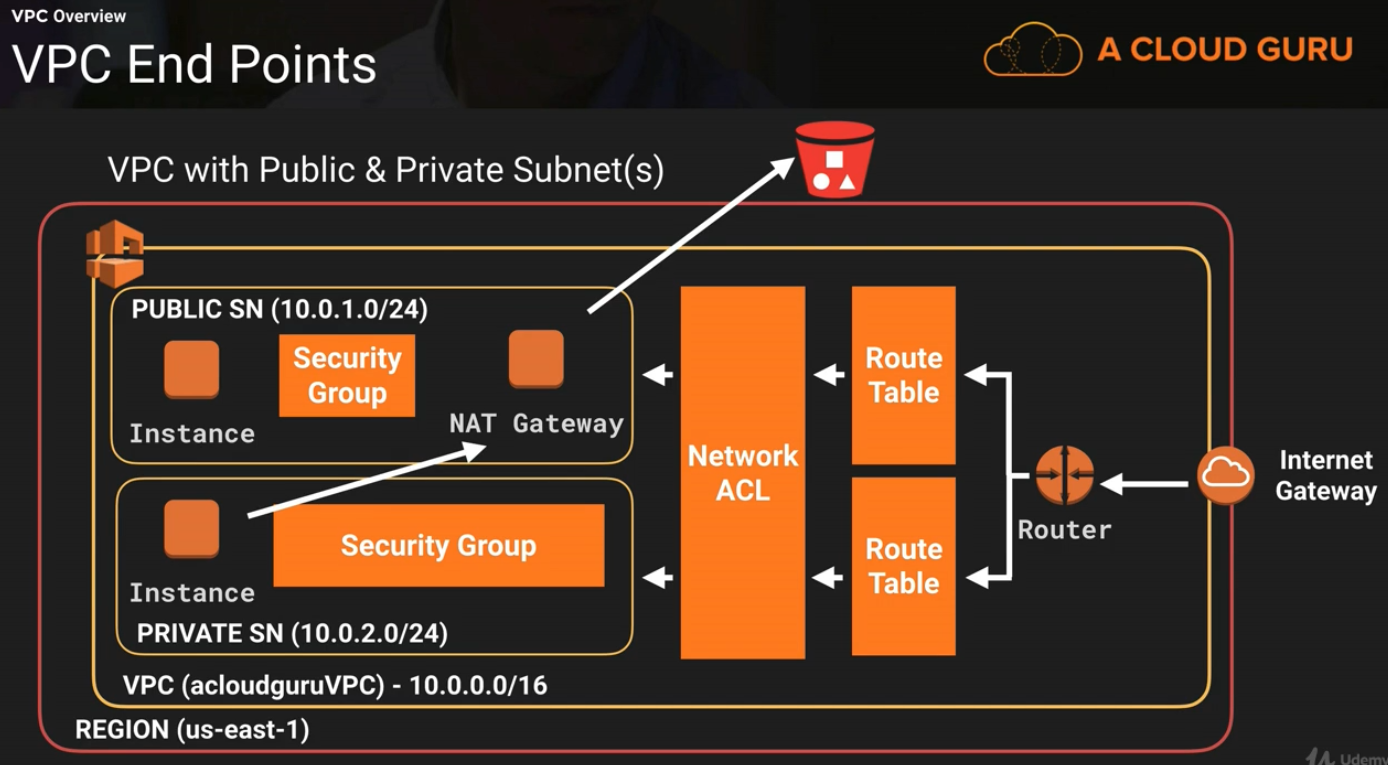 VPC Overview
VPC End Points
A CLOUD GURU
VPC with Public & Private Subnet(s)
PUBLIC SN (10.0.1.0/24)
Security
Group
Instance
NAT Gateway
Security Group
Instance
PRIVATE SN (10.0.2.0/24)
VPC (acloudguruVPC) - 10.0.0.0/16
REGION (us-east-1)
Network
ACL
Route
Table
Route
Table
Router
Internet
Gateway
Udemy